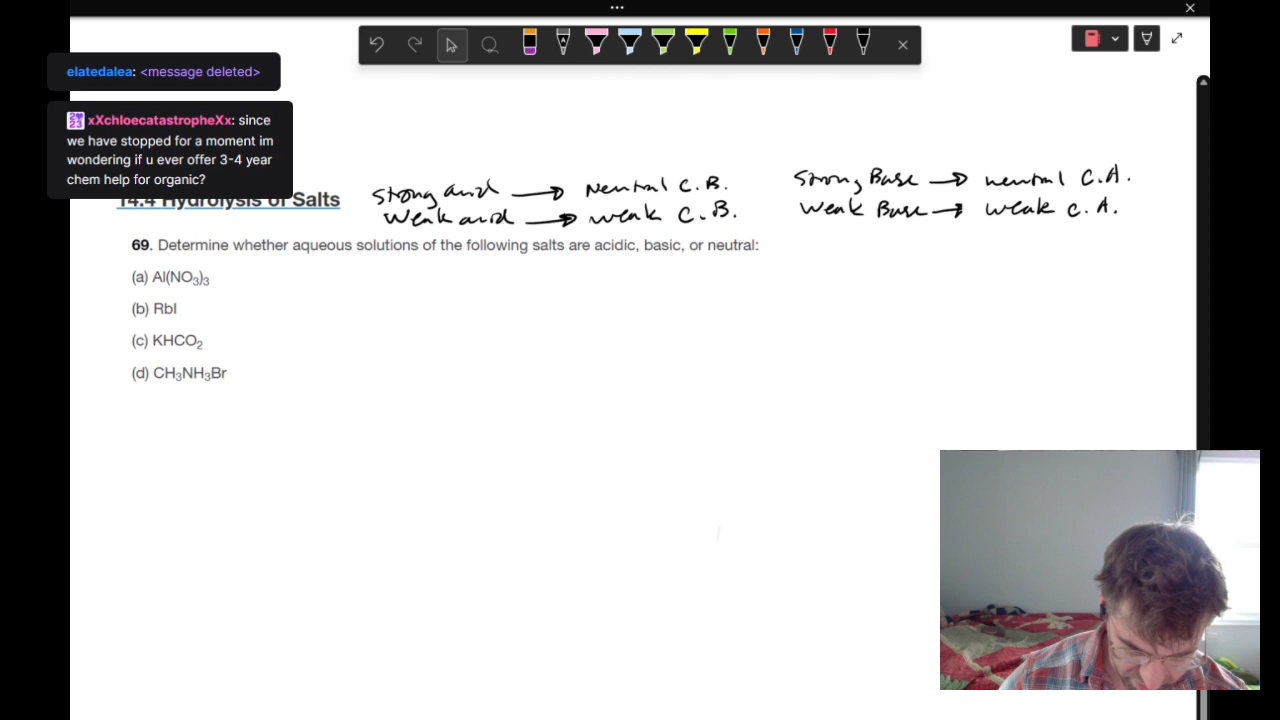 elatedalea: <message deleted>
xXchloecatastropheXx: since
we have stopped for a moment im
wondering if u ever offer 3-4 year
chem help for organic?
14.4 Hydrolysis of Salts
Strong acid → Neutral C.B.
Weak acid → weak C.B.
Strong Base → neutral C.A.
Weak Base → weak C.A.
69. Determine whether aqueous solutions of the following salts are acidic, basic, or neutral:
(a) Al(NO₃)₃
(b) RbI
(c) KHCO₂
(d) CH₃NH₃Br